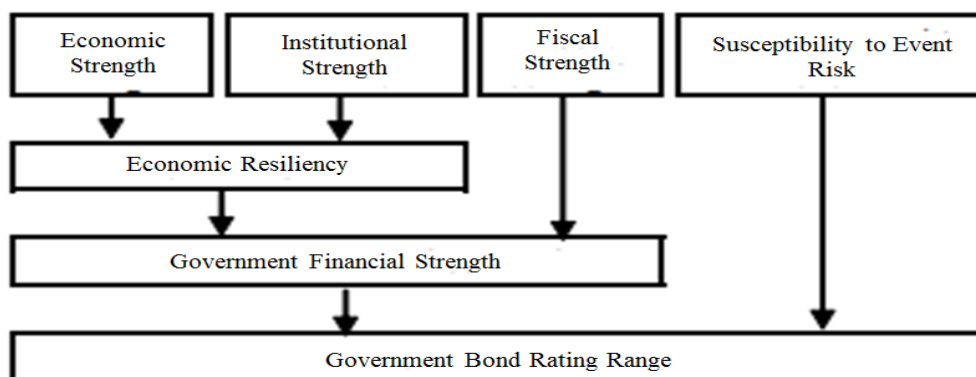 Economic
Strength
Institutional
Strength
Fiscal
Strength
Susceptibility to Event
Risk
Economic Resiliency
Government Financial Strength
Government Bond Rating Range